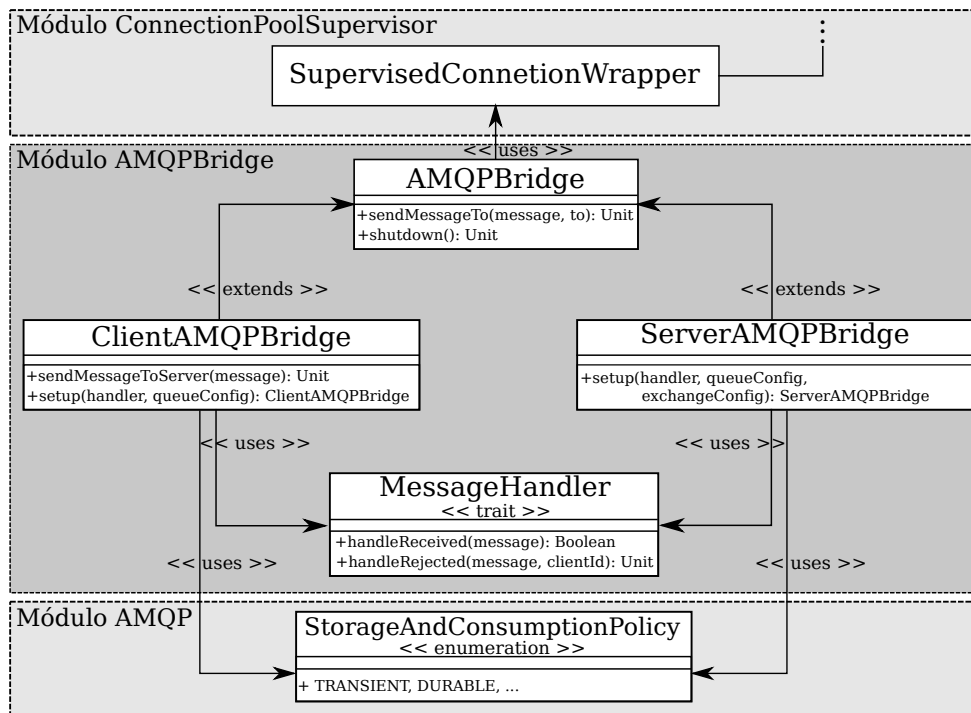 Módulo ConnectionPoolSupervisor
SupervisedConnetionWrapper
<< uses >>
Módulo AMQPBridge
AMQPBridge
+sendMessageTo(message, to): Unit
+shutdown(): Unit
<< extends >>
<< extends >>
ClientAMQPBridge
+sendMessageToServer(message): Unit
+setup(handler, queueConfig): ClientAMQPBridge
ServerAMQPBridge
+setup(handler, queueConfig,
exchangeConfig): ServerAMQPBridge
<< uses >>
<< uses >>
MessageHandler
<< trait >>
+handleReceived(message): Boolean
+handleRejected(message, clientId): Unit
<< uses >>
<< uses >>
Módulo AMQP
StorageAndConsumptionPolicy
<< enumeration >>
+ TRANSIENT, DURABLE, ...